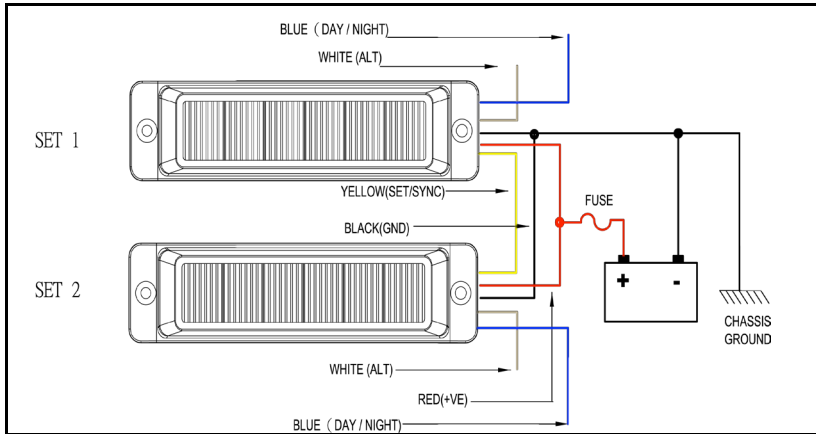 BLUE ( DAY / NIGHT)
WHITE (ALT)
SET 1
YELLOW(SET/SYNC)
FUSE
BLACK(GND)
SET 2
+ -
CHASSIS
GROUND
WHITE (ALT)
RED(+VE)
BLUE ( DAY / NIGHT)